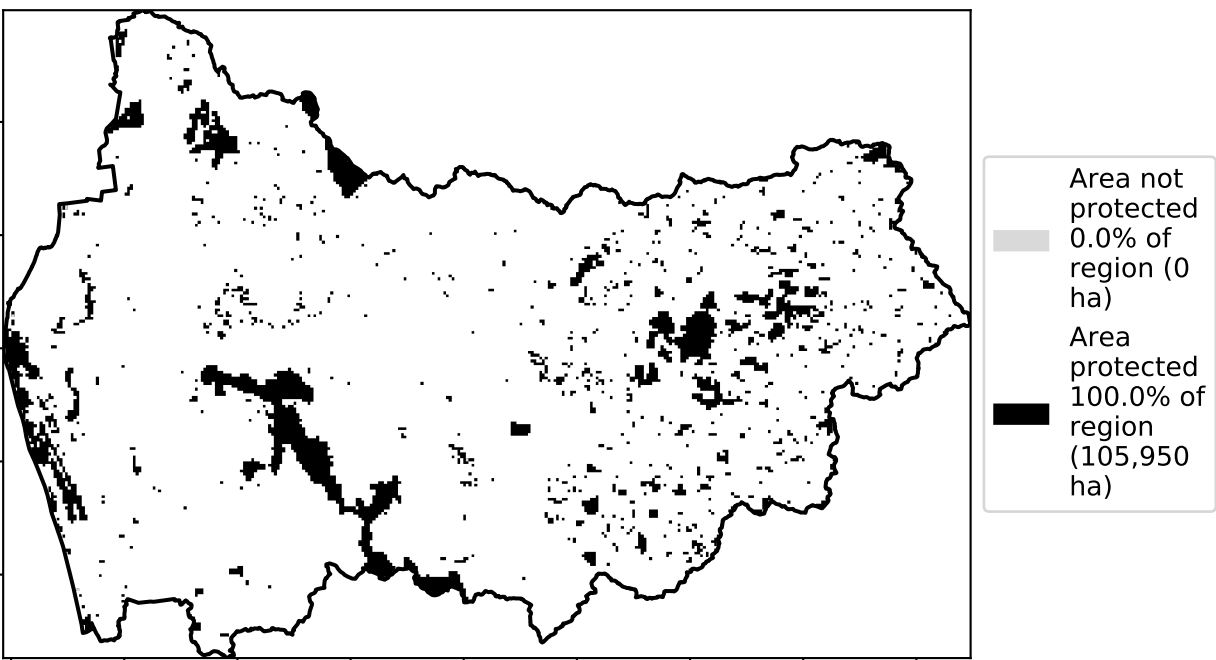 Area not
protected
0.0% of
region (0
ha)
Area
protected
100.0% of
region
(105,950
ha)